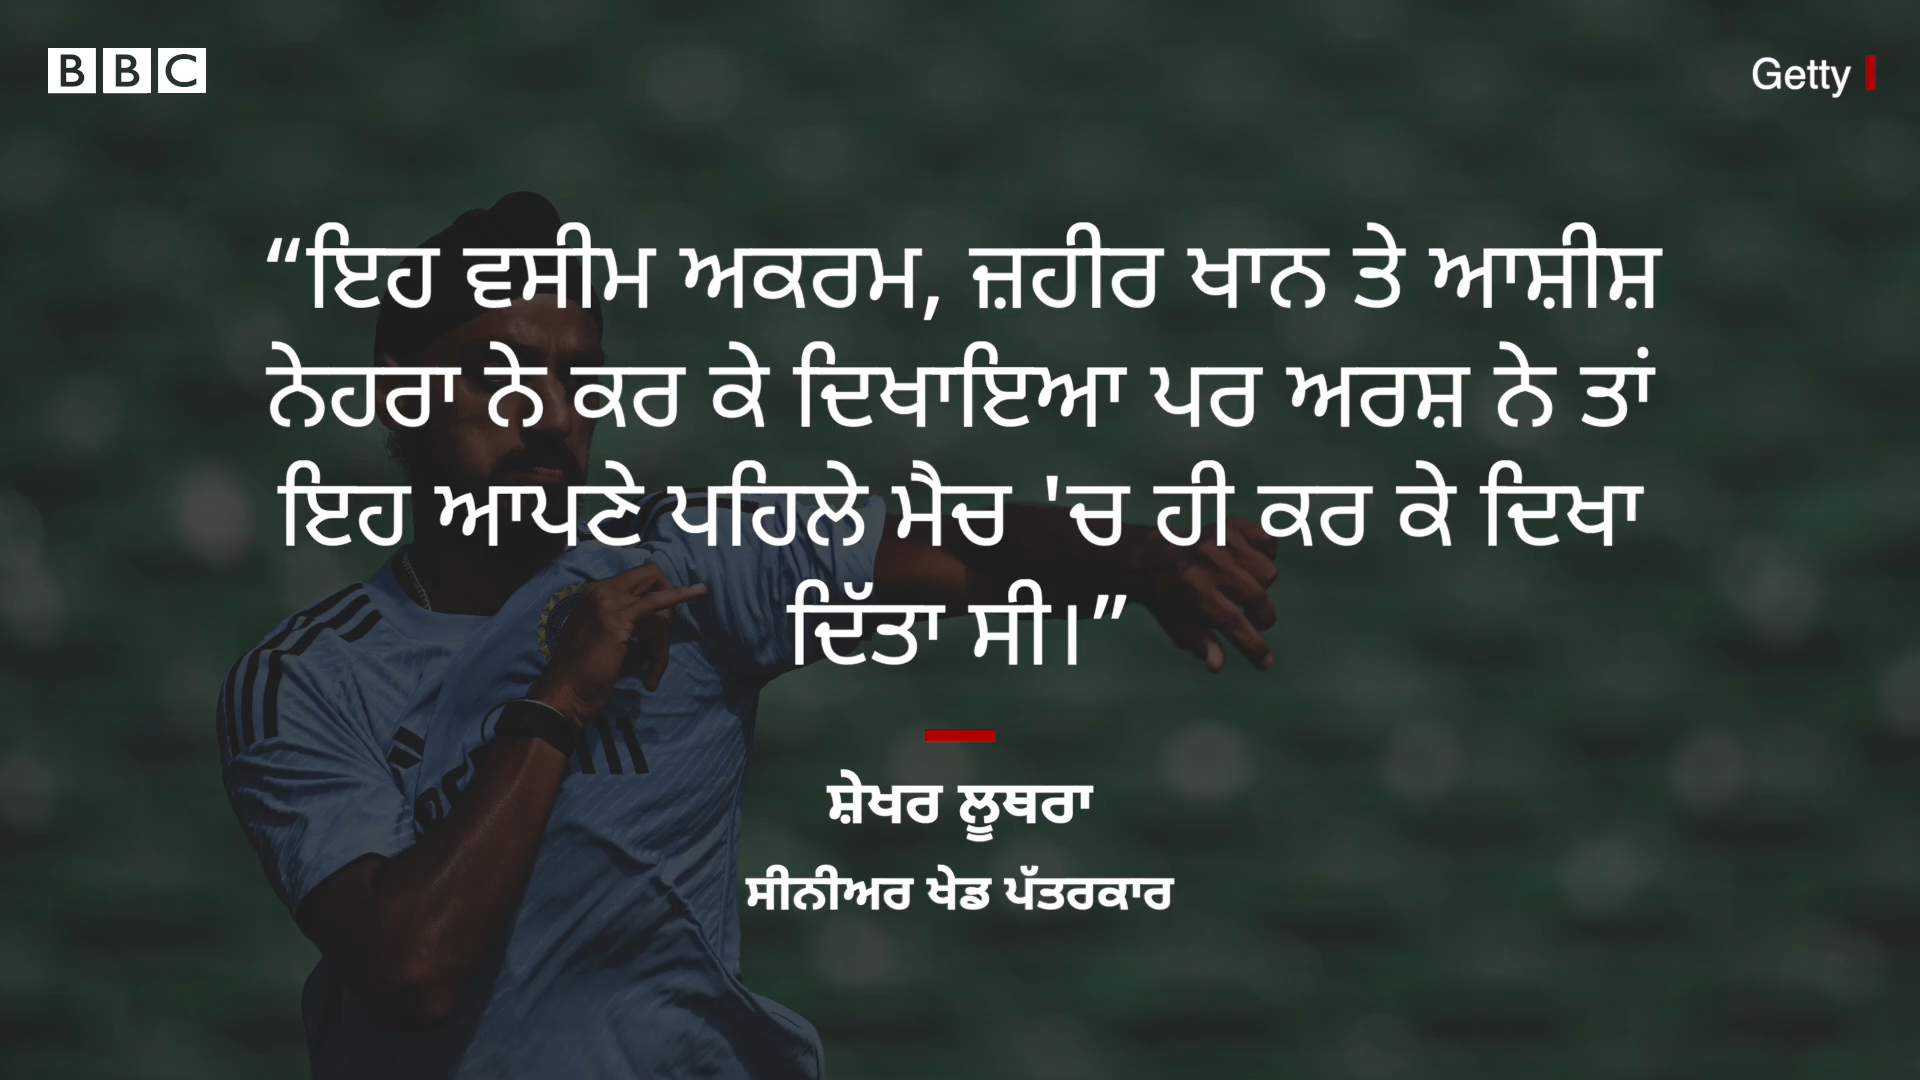 BBC
Getty
“ਇਹ ਵਸੀਮ ਅਕਰਮ, ਜ਼ਹੀਰ ਖਾਨ ਤੇ ਆਸ਼ੀਸ਼
ਨੇਹਰਾ ਨੇ ਕਰ ਕੇ ਦਿਖਾਇਆ ਪਰ ਅਰਸ਼ ਨੇ ਤਾਂ
ਇਹ ਆਪਣੇ ਪਹਿਲੇ ਮੈਚ 'ਚ ਹੀ ਕਰ ਕੇ ਦਿਖਾ
ਦਿੱਤਾ ਸੀ।”
ਸ਼ੇਖਰ ਲੂਥਰਾ
ਸੀਨੀਅਰ ਖੇਡ ਪੱਤਰਕਾਰ